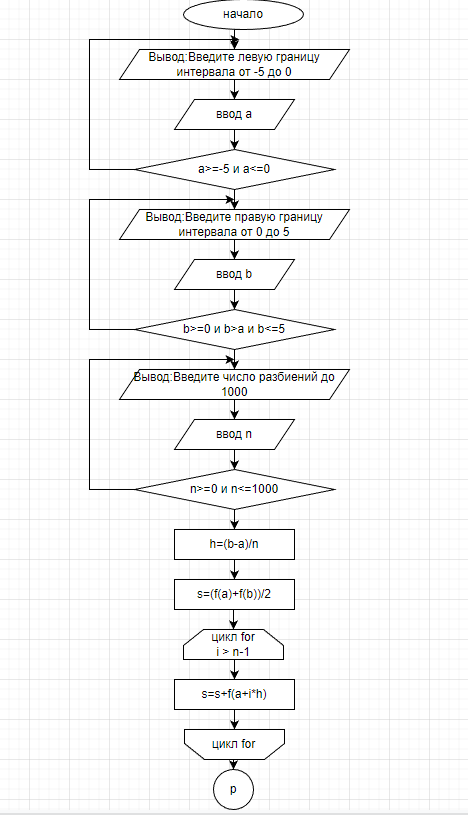 начало
Вывод:Введите левую границу
интервала от -5 до 0
ввод a
a>=-5 и a<=0
Вывод:Введите правую границу
интервала от 0 до 5
ввод b
b>=0 и b>a и b<=5
Вывод:Введите число разбиений до
1000
ввод n
n>=0 и n<=1000
h=(b-a)/n
s=(f(a)+f(b))/2
цикл for
i > n-1
s=s+f(a+i*h)
цикл for
p